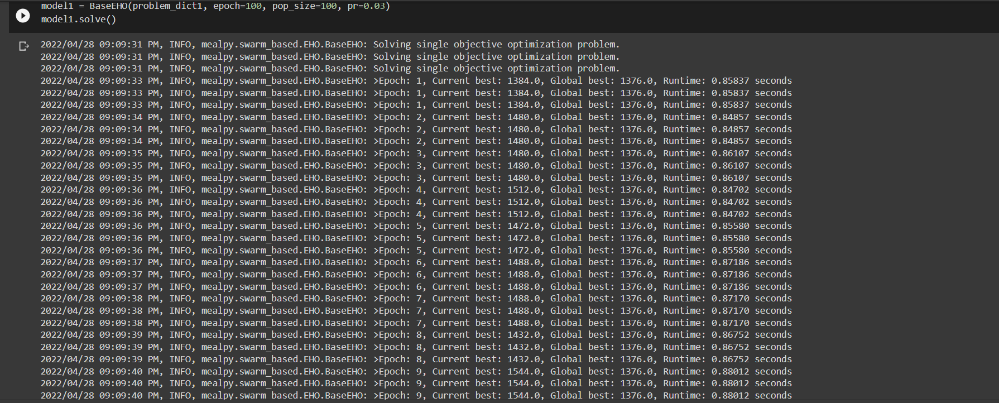 model1 = BaseEHO(problem_dict1, epoch=100, pop_size=100, pr=0.03)
model1.solve()
2022/04/28 09:09:31 PM, INFO, mealpy.swarm_based.EHO.BaseEHO: Solving single objective optimization problem.
2022/04/28 09:09:31 PM, INFO, mealpy.swarm_based.EHO.BaseEHO: Solving single objective optimization problem.
2022/04/28 09:09:31 PM, INFO, mealpy.swarm_based.EHO.BaseEHO: Solving single objective optimization problem.
2022/04/28 09:09:33 PM, INFO, mealpy.swarm_based.EHO.BaseEHO: >Epoch: 1, Current best: 1384.0, Global best: 1376.0, Runtime: 0.85837 seconds
2022/04/28 09:09:33 PM, INFO, mealpy.swarm_based.EHO.BaseEHO: >Epoch: 1, Current best: 1384.0, Global best: 1376.0, Runtime: 0.85837 seconds
2022/04/28 09:09:33 PM, INFO, mealpy.swarm_based.EHO.BaseEHO: >Epoch: 1, Current best: 1384.0, Global best: 1376.0, Runtime: 0.85837 seconds
2022/04/28 09:09:34 PM, INFO, mealpy.swarm_based.EHO.BaseEHO: >Epoch: 2, Current best: 1480.0, Global best: 1376.0, Runtime: 0.84857 seconds
2022/04/28 09:09:34 PM, INFO, mealpy.swarm_based.EHO.BaseEHO: >Epoch: 2, Current best: 1480.0, Global best: 1376.0, Runtime: 0.84857 seconds
2022/04/28 09:09:34 PM, INFO, mealpy.swarm_based.EHO.BaseEHO: >Epoch: 2, Current best: 1480.0, Global best: 1376.0, Runtime: 0.84857 seconds
2022/04/28 09:09:35 PM, INFO, mealpy.swarm_based.EHO.BaseEHO: >Epoch: 3, Current best: 1480.0, Global best: 1376.0, Runtime: 0.86107 seconds
2022/04/28 09:09:35 PM, INFO, mealpy.swarm_based.EHO.BaseEHO: >Epoch: 3, Current best: 1480.0, Global best: 1376.0, Runtime: 0.86107 seconds
2022/04/28 09:09:35 PM, INFO, mealpy.swarm_based.EHO.BaseEHO: >Epoch: 3, Current best: 1480.0, Global best: 1376.0, Runtime: 0.86107 seconds
2022/04/28 09:09:36 PM, INFO, mealpy.swarm_based.EHO.BaseEHO: >Epoch: 4, Current best: 1512.0, Global best: 1376.0, Runtime: 0.84702 seconds
2022/04/28 09:09:36 PM, INFO, mealpy.swarm_based.EHO.BaseEHO: >Epoch: 4, Current best: 1512.0, Global best: 1376.0, Runtime: 0.84702 seconds
2022/04/28 09:09:36 PM, INFO, mealpy.swarm_based.EHO.BaseEHO: >Epoch: 4, Current best: 1512.0, Global best: 1376.0, Runtime: 0.84702 seconds
2022/04/28 09:09:36 PM, INFO, mealpy.swarm_based.EHO.BaseEHO: >Epoch: 5, Current best: 1472.0, Global best: 1376.0, Runtime: 0.85580 seconds
2022/04/28 09:09:36 PM, INFO, mealpy.swarm_based.EHO.BaseEHO: >Epoch: 5, Current best: 1472.0, Global best: 1376.0, Runtime: 0.85580 seconds
2022/04/28 09:09:36 PM, INFO, mealpy.swarm_based.EHO.BaseEHO: >Epoch: 5, Current best: 1472.0, Global best: 1376.0, Runtime: 0.85580 seconds
2022/04/28 09:09:37 PM, INFO, mealpy.swarm_based.EHO.BaseEHO: >Epoch: 6, Current best: 1488.0, Global best: 1376.0, Runtime: 0.87186 seconds
2022/04/28 09:09:37 PM, INFO, mealpy.swarm_based.EHO.BaseEHO: >Epoch: 6, Current best: 1488.0, Global best: 1376.0, Runtime: 0.87186 seconds
2022/04/28 09:09:37 PM, INFO, mealpy.swarm_based.EHO.BaseEHO: >Epoch: 6, Current best: 1488.0, Global best: 1376.0, Runtime: 0.87186 seconds
2022/04/28 09:09:38 PM, INFO, mealpy.swarm_based.EHO.BaseEHO: >Epoch: 7, Current best: 1488.0, Global best: 1376.0, Runtime: 0.87170 seconds
2022/04/28 09:09:38 PM, INFO, mealpy.swarm_based.EHO.BaseEHO: >Epoch: 7, Current best: 1488.0, Global best: 1376.0, Runtime: 0.87170 seconds
2022/04/28 09:09:38 PM, INFO, mealpy.swarm_based.EHO.BaseEHO: >Epoch: 7, Current best: 1488.0, Global best: 1376.0, Runtime: 0.87170 seconds
2022/04/28 09:09:39 PM, INFO, mealpy.swarm_based.EHO.BaseEHO: >Epoch: 8, Current best: 1432.0, Global best: 1376.0, Runtime: 0.86752 seconds
2022/04/28 09:09:39 PM, INFO, mealpy.swarm_based.EHO.BaseEHO: >Epoch: 8, Current best: 1432.0, Global best: 1376.0, Runtime: 0.86752 seconds
2022/04/28 09:09:39 PM, INFO, mealpy.swarm_based.EHO.BaseEHO: >Epoch: 8, Current best: 1432.0, Global best: 1376.0, Runtime: 0.86752 seconds
2022/04/28 09:09:40 PM, INFO, mealpy.swarm_based.EHO.BaseEHO: >Epoch: 9, Current best: 1544.0, Global best: 1376.0, Runtime: 0.88012 seconds
2022/04/28 09:09:40 PM, INFO, mealpy.swarm_based.EHO.BaseEHO: >Epoch: 9, Current best: 1544.0, Global best: 1376.0, Runtime: 0.88012 seconds
2022/04/28 09:09:40 PM, INFO, mealpy.swarm_based.EHO.BaseEHO: >Epoch: 9, Current best: 1544.0, Global best: 1376.0, Runtime: 0.88012 seconds